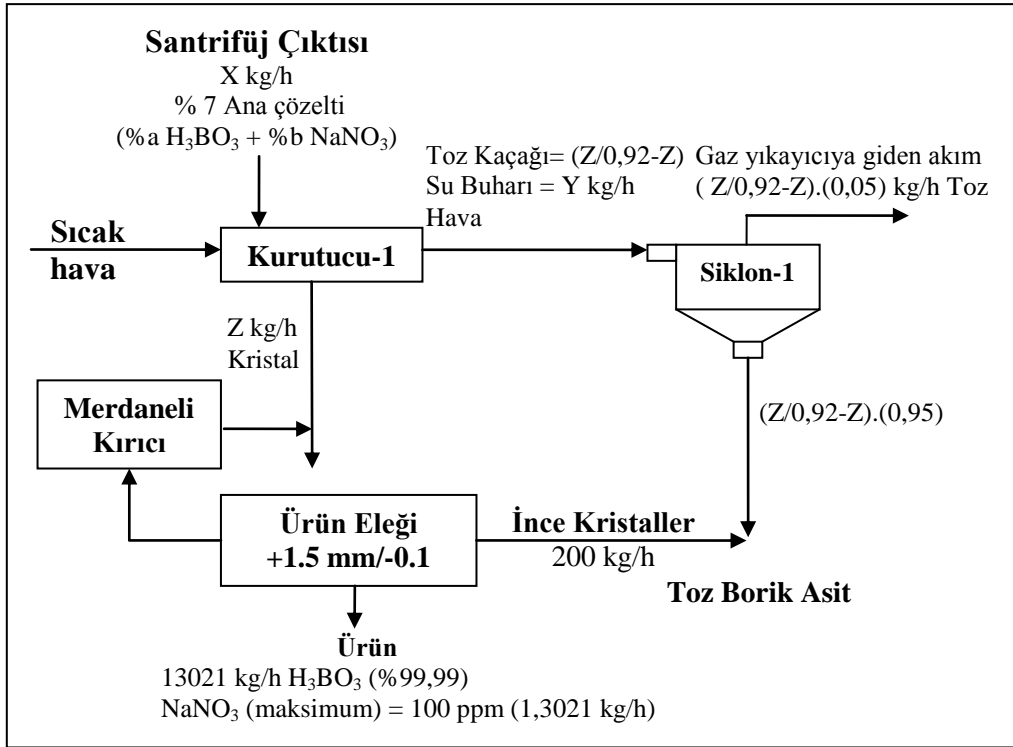 Santrifüj Çıktısı
X kg/h
% 7 Ana çözelti
(%a H₃BO₃ + %b NaNO₃)
Toz Kaçağı= (Z/0,92-Z)
Su Buharı = Y kg/h
Hava
Gaz yıkayıcıya giden akım
( Z/0,92-Z).(0,05) kg/h Toz
Sıcak
hava
Kurutucu-1
Siklon-1
Z kg/h
Kristal
Merdaneli
Kırıcı
(Z/0,92-Z).(0,95)
Ürün Eleği
+1.5 mm/-0.1
İnce Kristaller
200 kg/h
Toz Borik Asit
Ürün
13021 kg/h H₃BO₃ (%99,99)
NaNO₃ (maksimum) = 100 ppm (1,3021 kg/h)